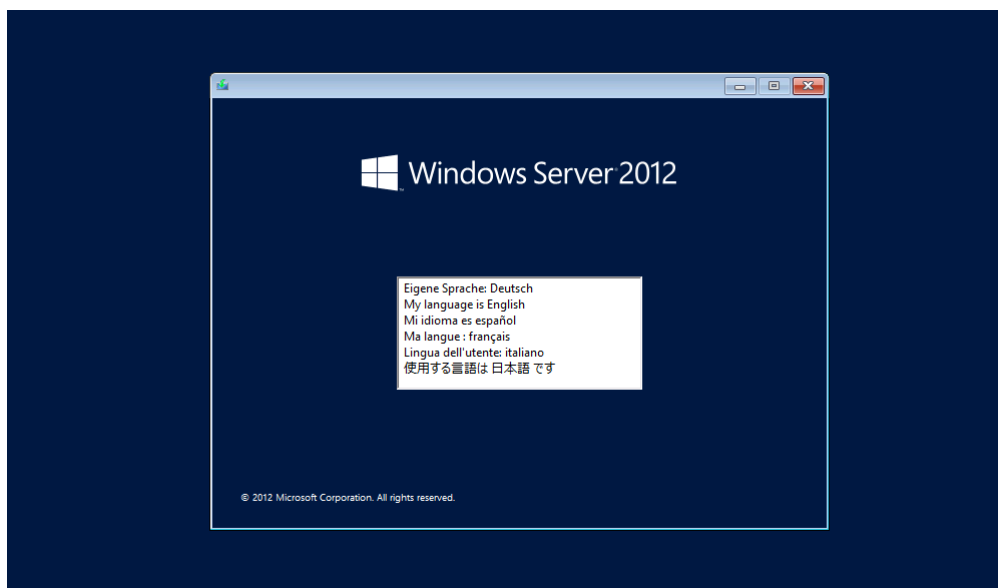 Windows Server 2012
Eigene Sprache: Deutsch
My language is English
Mi idioma es español
Ma langue : français
Lingua dell'utente: italiano
使用する言語は 日本語 です
© 2012 Microsoft Corporation. All rights reserved.